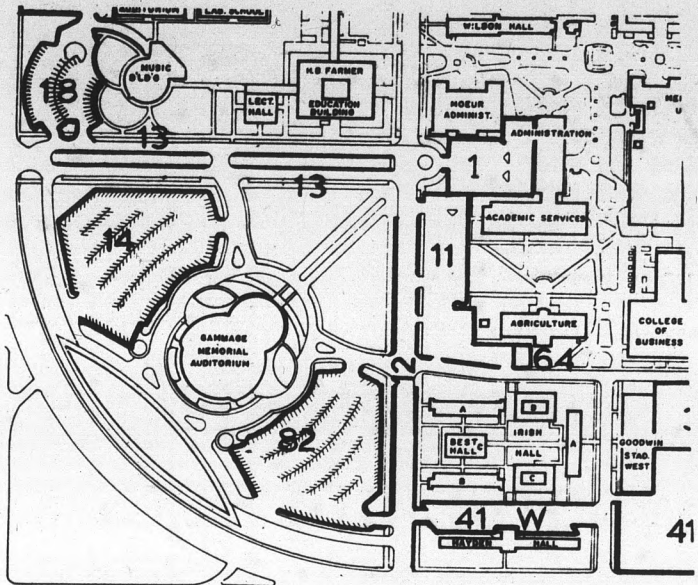 AUDITORIUM
LAB. SCHOOL
WILSON HALL
MUSIC
BLD'G
18
H.B FARMER
EDUCATION
BUILDING
LECT.
HALL
MOEUR
ADMINIST.
ADMINISTRATION
13
1
13
14
11
ACADEMIC SERVICES
GAMMAGE
MEMORIAL
AUDITORIUM
AGRICULTURE
COLLEGE
OF
BUSINESS
64
12
A
B
IRISH
HALL
A
BEST
HALL C
B
C
GOODWIN
STAD.
WEST
82
41 W
41
HAYDEN HALL